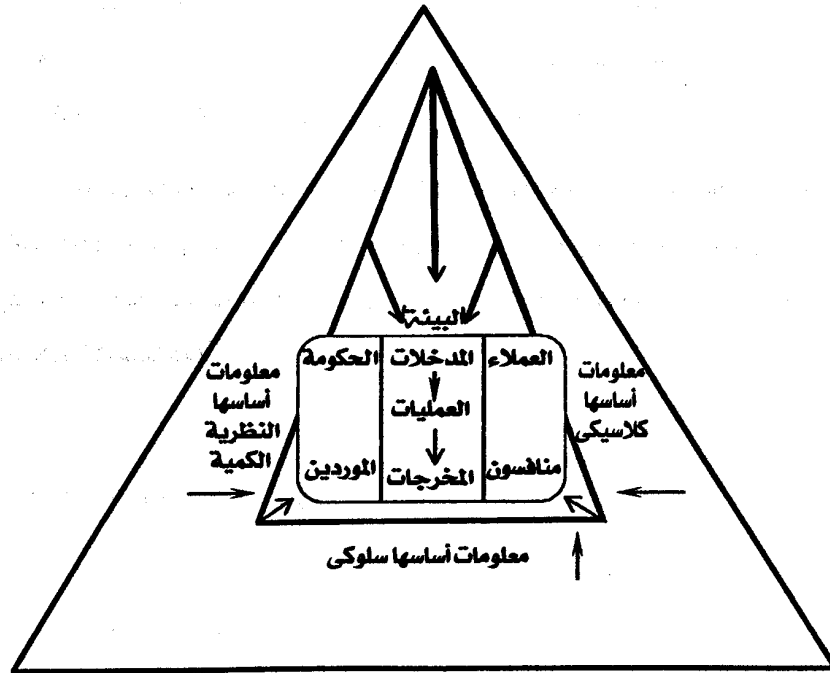 البيئة
العملاء
المدخلات
الحكومة
العمليات
منافسون
المخرجات
الموردين
معلومات
أساسها
كلاسيكى
معلومات
أساسها
النظرية
الكمية
معلومات أساسها سلوكى